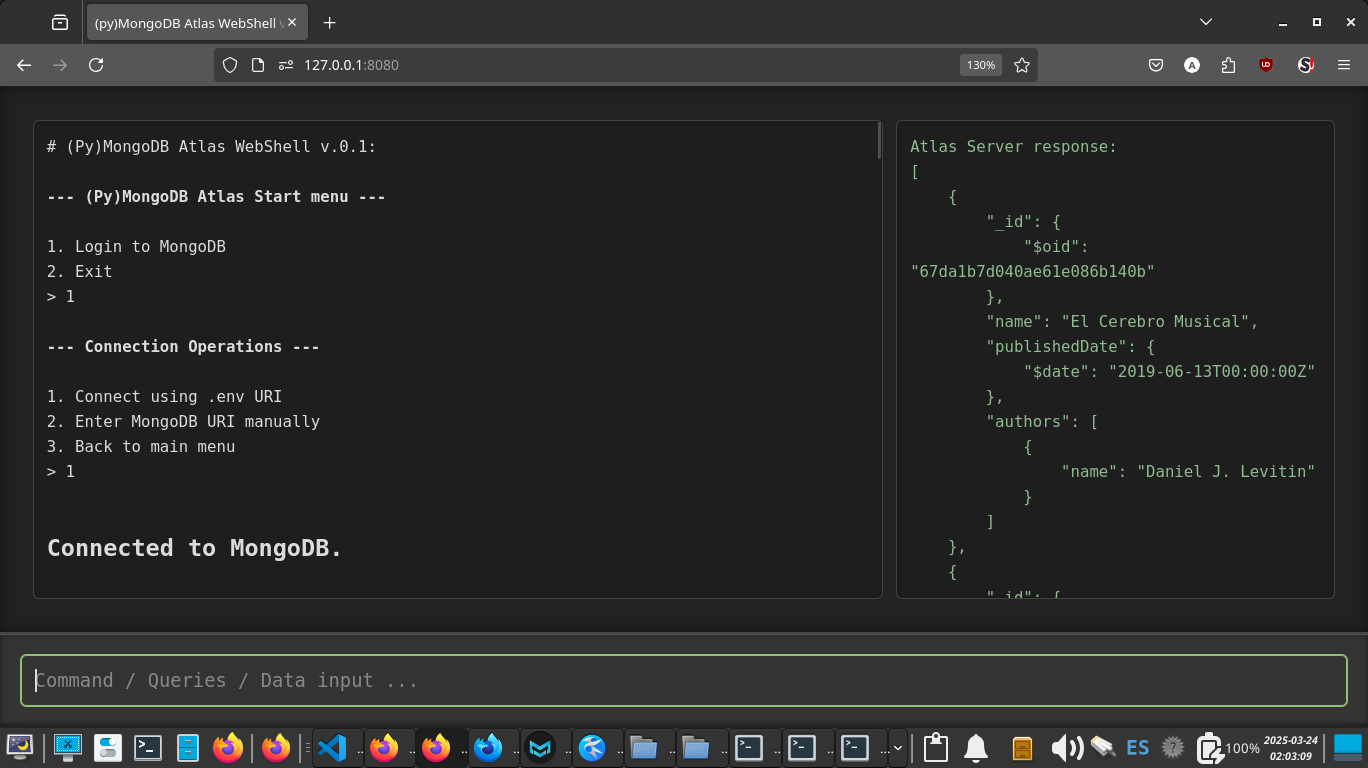 (py)MongoDB Atlas WebShell
127.0.0.1:8080
130%
# (Py)MongoDB Atlas WebShell v.0.1:
--- (Py)MongoDB Atlas Start menu ---
1. Login to MongoDB
2. Exit
> 1
--- Connection Operations ---
1. Connect using .env URI
2. Enter MongoDB URI manually
3. Back to main menu
> 1
Connected to MongoDB.
Atlas Server response:
[
    {
        "_id": {
            "$oid":
"67da1b7d040ae61e086b140b"
        },
        "name": "El Cerebro Musical",
        "publishedDate": {
            "$date": "2019-06-13T00:00:00Z"
        },
        "authors": [
            {
                "name": "Daniel J. Levitin"
            }
        ]
    },
    {
        "_id": {
Command / Queries / Data input ...
ES
100%
2025-03-24
02:03:09